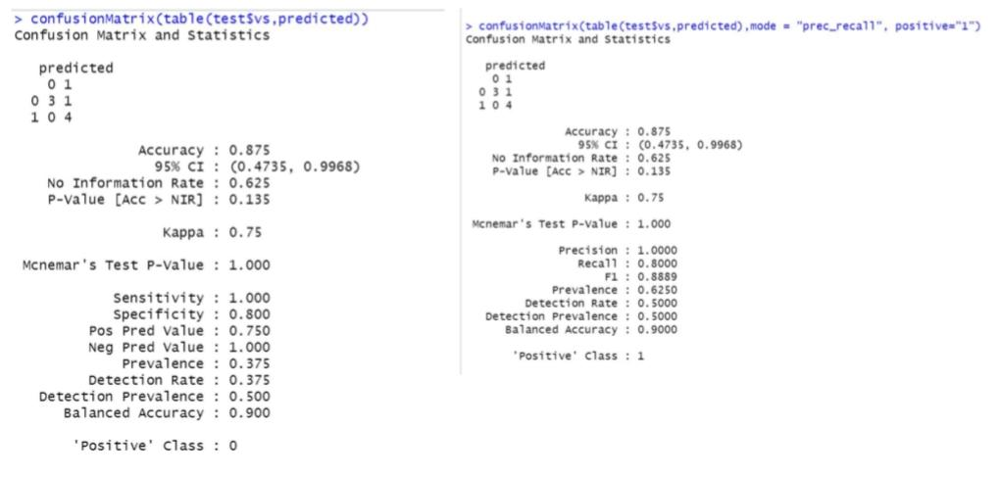 > confusionMatrix(table(test$vs,predicted))
Confusion Matrix and Statistics
predicted
0 1
0 3 1
1 0 4
Accuracy : 0.875
95% CI : (0.4735, 0.9968)
No Information Rate : 0.625
P-Value [Acc > NIR] : 0.135
Kappa : 0.75
Mcnemar's Test P-Value : 1.000
Sensitivity : 1.000
Specificity : 0.800
Pos Pred Value : 0.750
Neg Pred Value : 1.000
Prevalence : 0.375
Detection Rate : 0.375
Detection Prevalence : 0.500
Balanced Accuracy : 0.900
'Positive' Class : 0
> confusionMatrix(table(test$vs,predicted),mode = "prec_recall", positive="1")
Confusion Matrix and Statistics
predicted
0 1
0 3 1
1 0 4
Accuracy : 0.875
95% CI : (0.4735, 0.9968)
No Information Rate : 0.625
P-Value [Acc > NIR] : 0.135
Kappa : 0.75
Mcnemar's Test P-Value : 1.000
Precision : 1.0000
Recall : 0.8000
F1 : 0.8889
Prevalence : 0.6250
Detection Rate : 0.5000
Detection Prevalence : 0.5000
Balanced Accuracy : 0.9000
'Positive' Class : 1